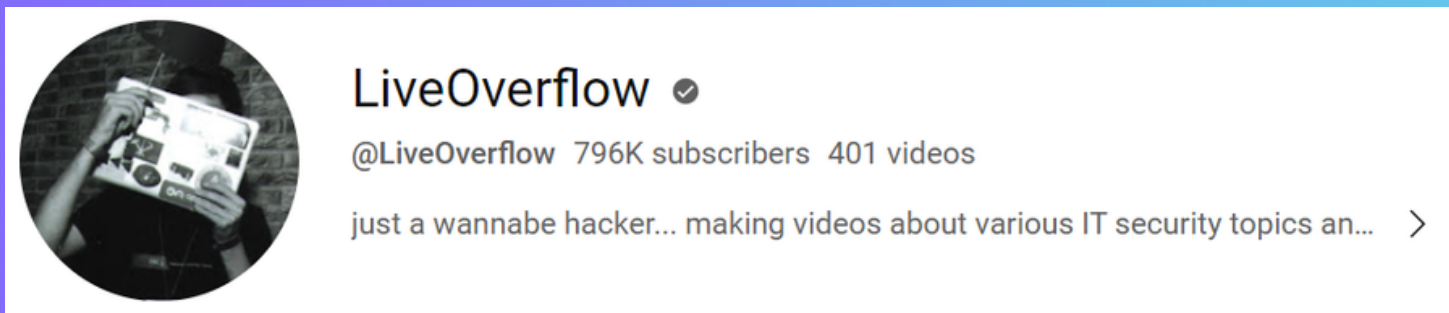 LiveOverflow
@LiveOverflow 796K subscribers 401 videos
just a wannabe hacker... making videos about various IT security topics an...